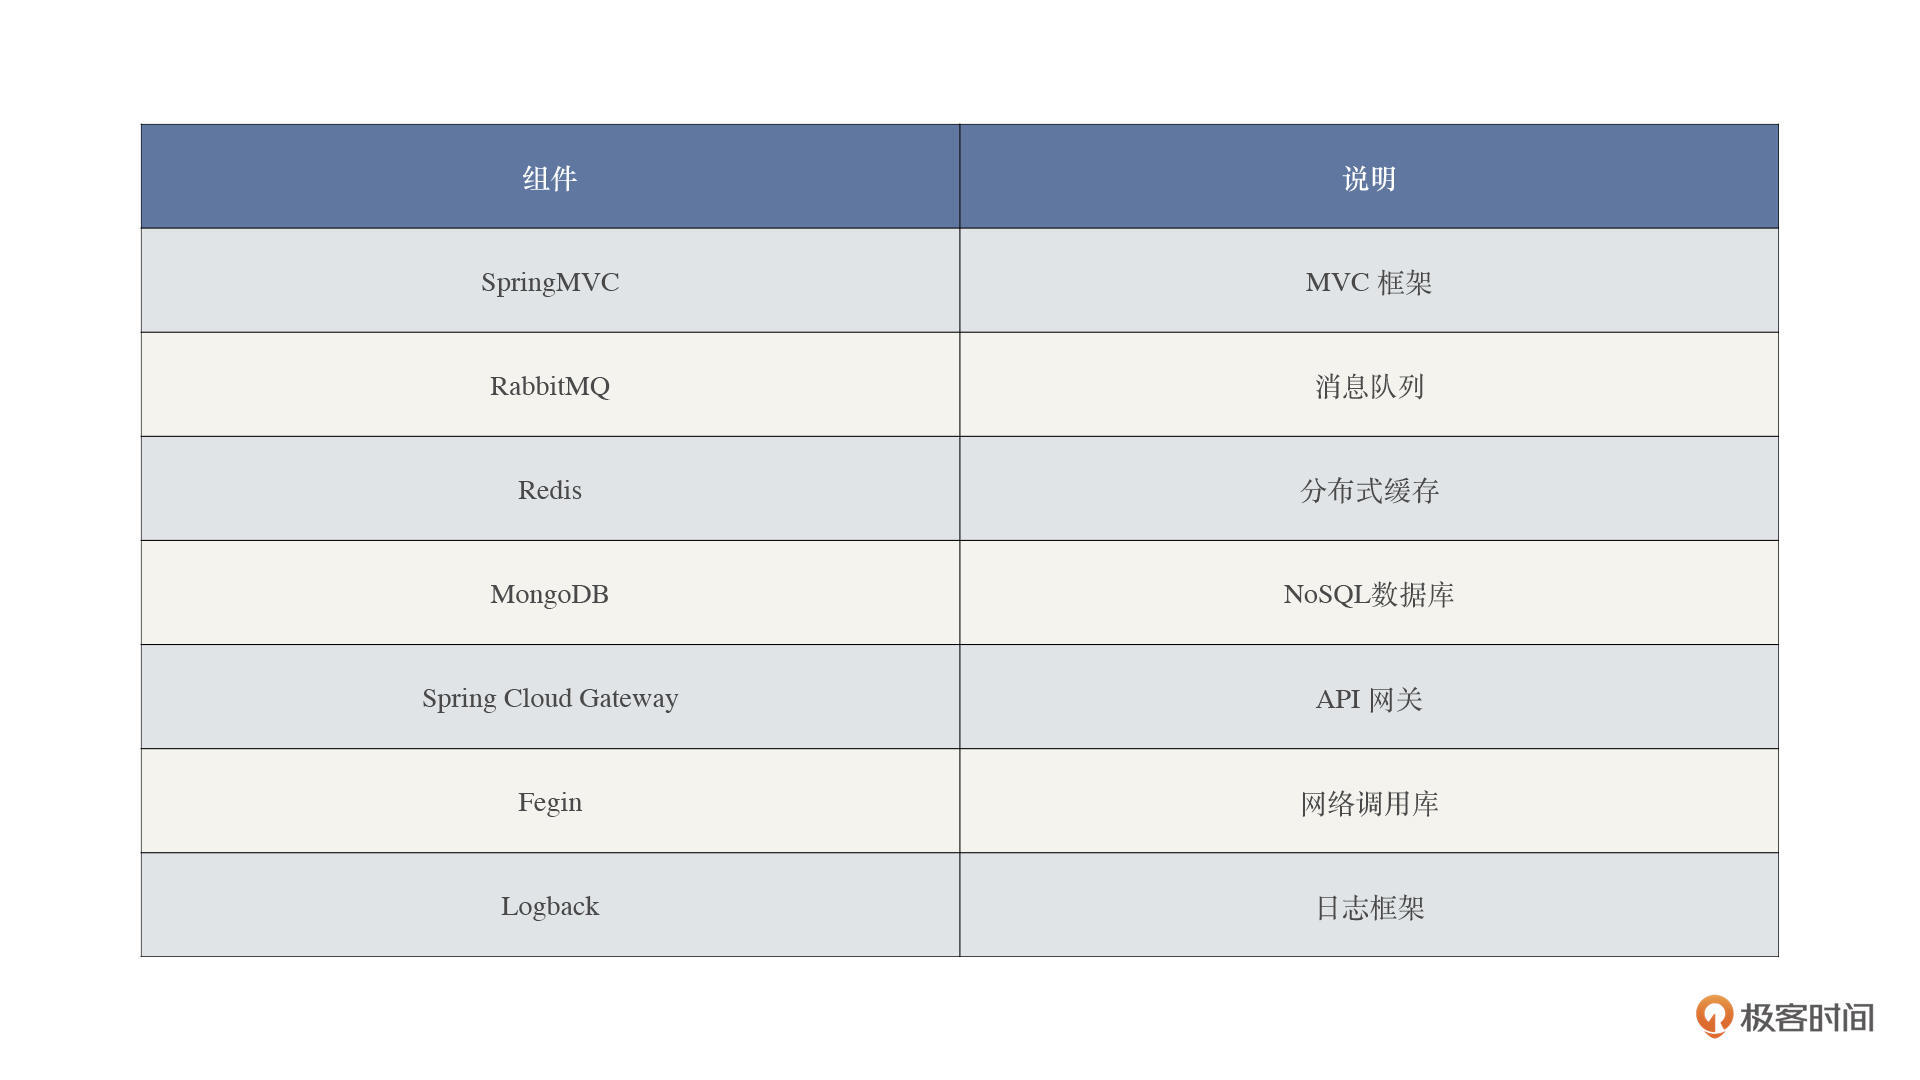 组件 说明
SpringMVC MVC 框架
RabbitMQ 消息队列
Redis 分布式缓存
MongoDB NoSQL数据库
Spring Cloud Gateway API 网关
Fegin 网络调用库
Logback 日志框架
极客时间